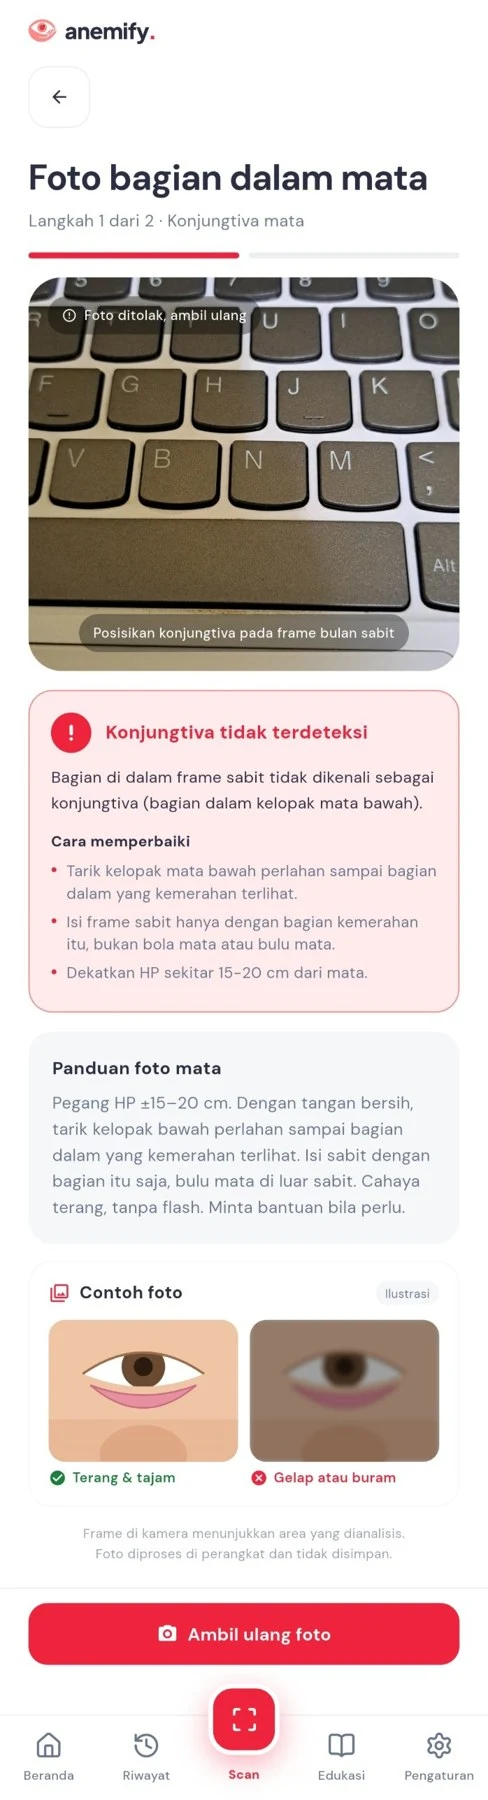 anemify.
Foto bagian dalam mata
Langkah 1 dari 2 · Konjungtiva mata
5 6 7 8 9
Foto ditolak, ambil ulang
R U I O
F G H J K
V B N M < ,
Alt
Posisikan konjungtiva pada frame bulan sabit
Konjungtiva tidak terdeteksi
Bagian di dalam frame sabit tidak dikenali sebagai
konjungtiva (bagian dalam kelopak mata bawah).
Cara memperbaiki
• Tarik kelopak mata bawah perlahan sampai bagian
dalam yang kemerahan terlihat.
• Isi frame sabit hanya dengan bagian kemerahan
itu, bukan bola mata atau bulu mata.
• Dekatkan HP sekitar 15-20 cm dari mata.
Panduan foto mata
Pegang HP ±15–20 cm. Dengan tangan bersih,
tarik kelopak bawah perlahan sampai bagian
dalam yang kemerahan terlihat. Isi sabit dengan
bagian itu saja, bulu mata di luar sabit. Cahaya
terang, tanpa flash. Minta bantuan bila perlu.
Contoh foto
Ilustrasi
Terang & tajam
Gelap atau buram
Frame di kamera menunjukkan area yang dianalisis.
Foto diproses di perangkat dan tidak disimpan.
Ambil ulang foto
Beranda
Riwayat
Scan
Edukasi
Pengaturan